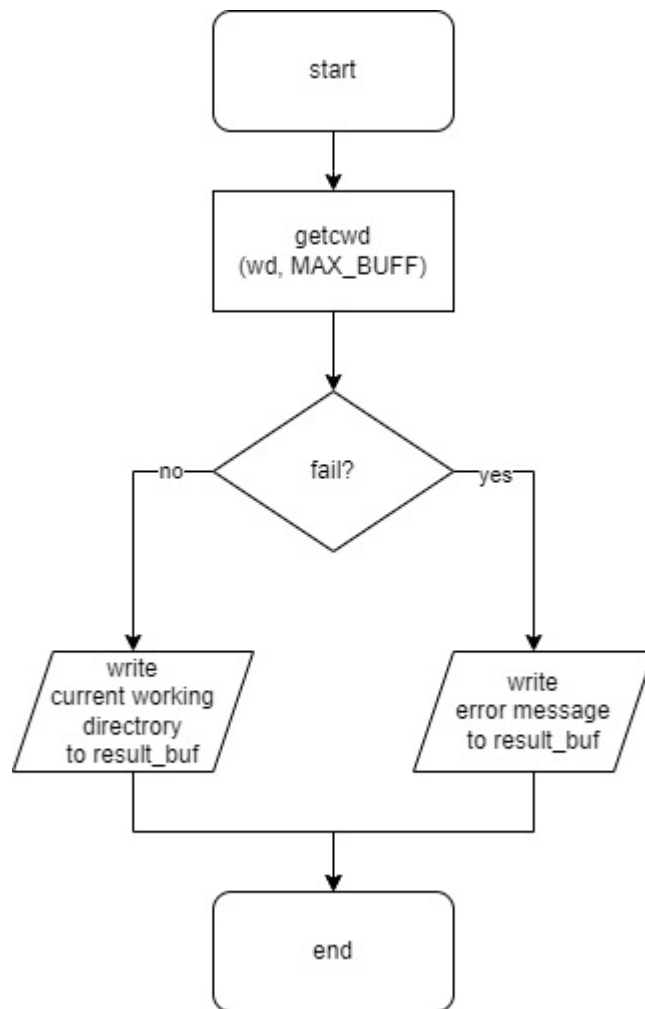 start
getcwd
(wd, MAX_BUFF)
fail?
no
yes
write
current working
directrory
to result_buf
write
error message
to result_buf
end